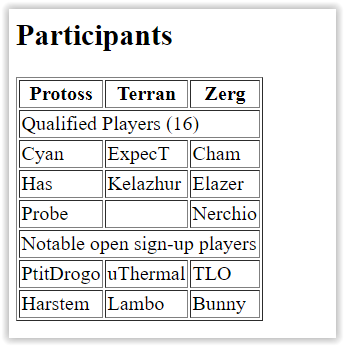 Participants
Protoss Terran Zerg
Qualified Players (16)
Cyan ExpecT Cham
Has Kelazhur Elazer
Probe Nerchio
Notable open sign-up players
PtitDrogo uThermal TLO
Harstem Lambo Bunny